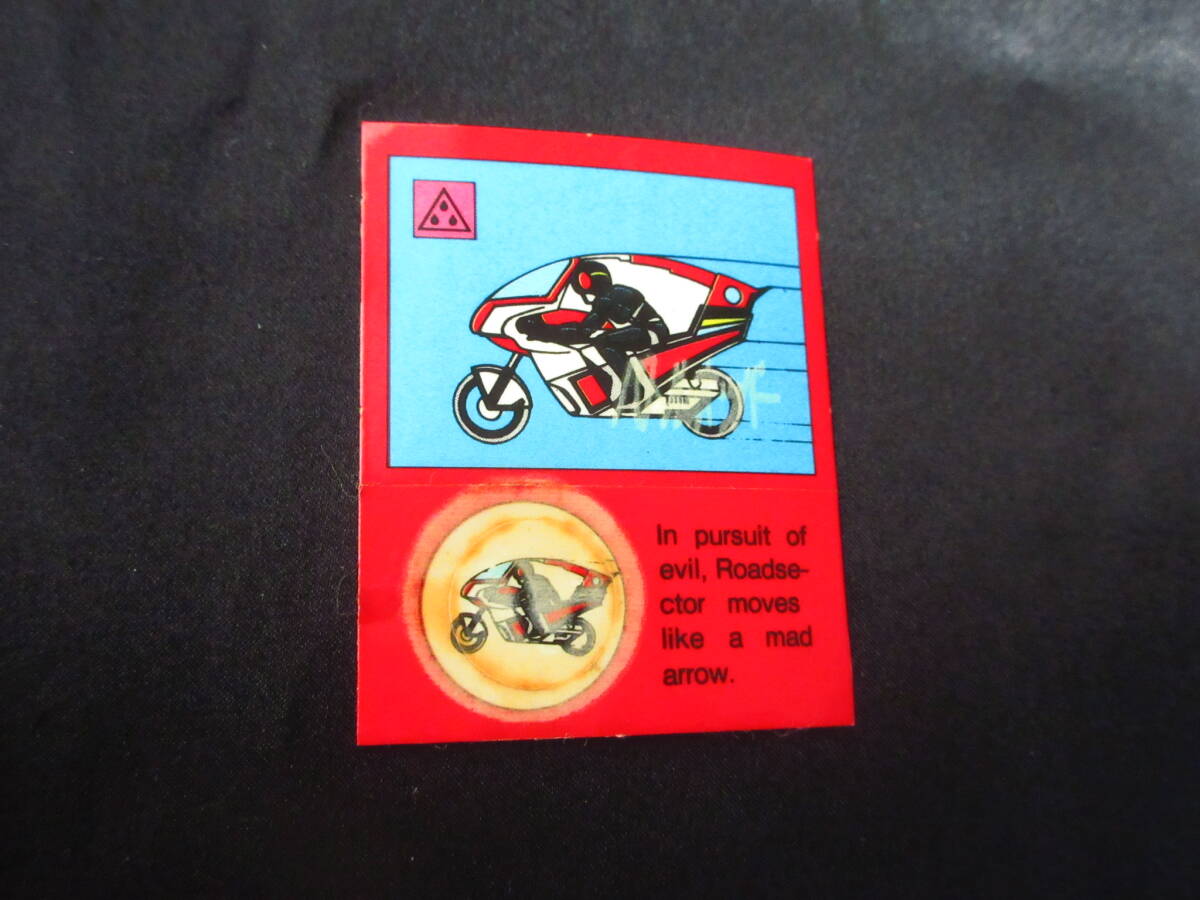 In pursuit of
evil, Roadse-
ctor moves
like a mad
arrow.